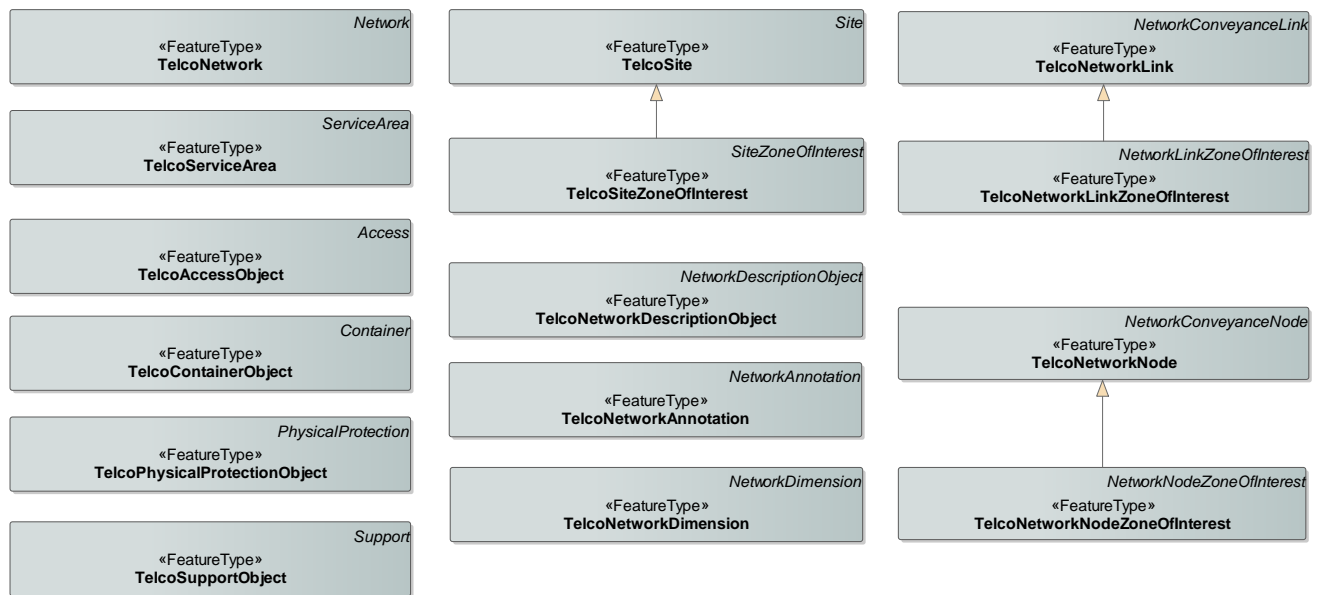 Network
«FeatureType»
TelcoNetwork
ServiceArea
«FeatureType»
TelcoServiceArea
Access
«FeatureType»
TelcoAccessObject
Container
«FeatureType»
TelcoContainerObject
PhysicalProtection
«FeatureType»
TelcoPhysicalProtectionObject
Support
«FeatureType»
TelcoSupportObject
Site
«FeatureType»
TelcoSite
SiteZoneOfInterest
«FeatureType»
TelcoSiteZoneOfInterest
NetworkDescriptionObject
«FeatureType»
TelcoNetworkDescriptionObject
NetworkAnnotation
«FeatureType»
TelcoNetworkAnnotation
NetworkDimension
«FeatureType»
TelcoNetworkDimension
NetworkConveyanceLink
«FeatureType»
TelcoNetworkLink
NetworkLinkZoneOfInterest
«FeatureType»
TelcoNetworkLinkZoneOfInterest
NetworkConveyanceNode
«FeatureType»
TelcoNetworkNode
NetworkNodeZoneOfInterest
«FeatureType»
TelcoNetworkNodeZoneOfInterest